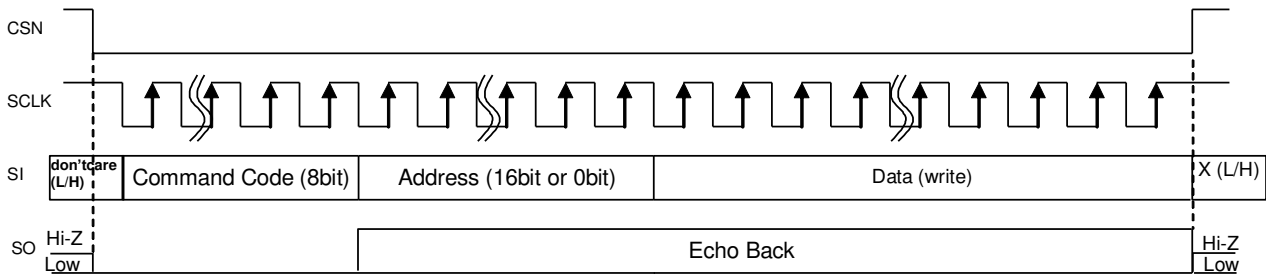 CSN
SCLK
SI
don'tcare
(L/H)
Command Code (8bit)
Address (16bit or 0bit)
Data (write)
X (L/H)
SO
Hi-Z
Low
Echo Back
Hi-Z
Low